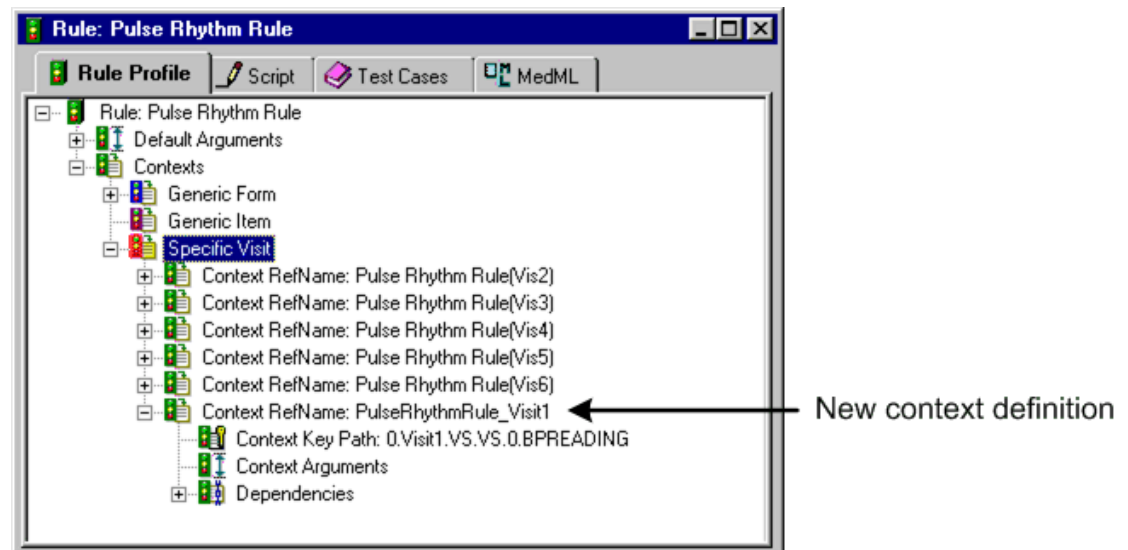 Rule: Pulse Rhythm Rule
Rule Profile Script Test Cases MedML
Rule: Pulse Rhythm Rule
Default Arguments
Contexts
Generic Form
Generic Item
Specific Visit
Context RefName: Pulse Rhythm Rule(Vis2)
Context RefName: Pulse Rhythm Rule(Vis3)
Context RefName: Pulse Rhythm Rule(Vis4)
Context RefName: Pulse Rhythm Rule(Vis5)
Context RefName: Pulse Rhythm Rule(Vis6)
Context RefName: PulseRhythmRule_Visit1 New context definition
Context Key Path: 0.Visit1.VS.VS.0.BPREADING
Context Arguments
Dependencies